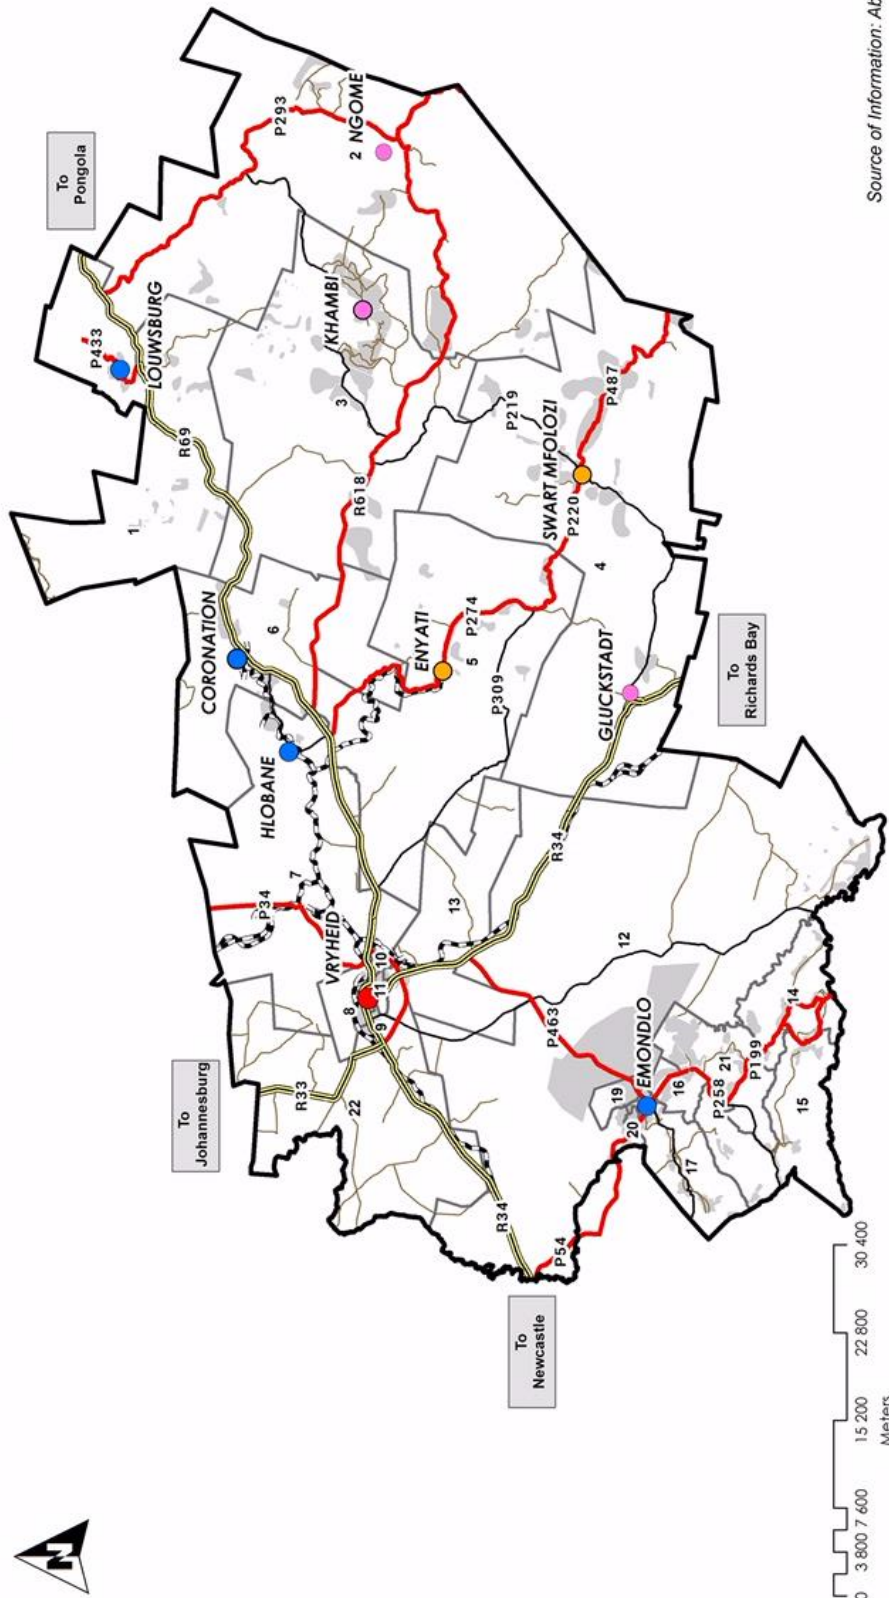 N
To
Pongola
P433
LOUWSBURG
P293
2 NGOME
R69
1
KHAMBI
3
CORONATION
6
R618
P219
HLOBANE
ENYATI
5
P274
SWART MFOLOZI
P220
P487
4
To
Johannesburg
P34
7
VRYHEID
P309
GLUCKSTADT
R33
22
8
9
10
11
13
R34
To
Richards Bay
R34
12
P463
To
Newcastle
P54
EMONDLO
19
20
16
21
17
P258
P199
14
15
0
3 800
7 600
15 200
22 800
30 400
Meters
Source of Information: Ab